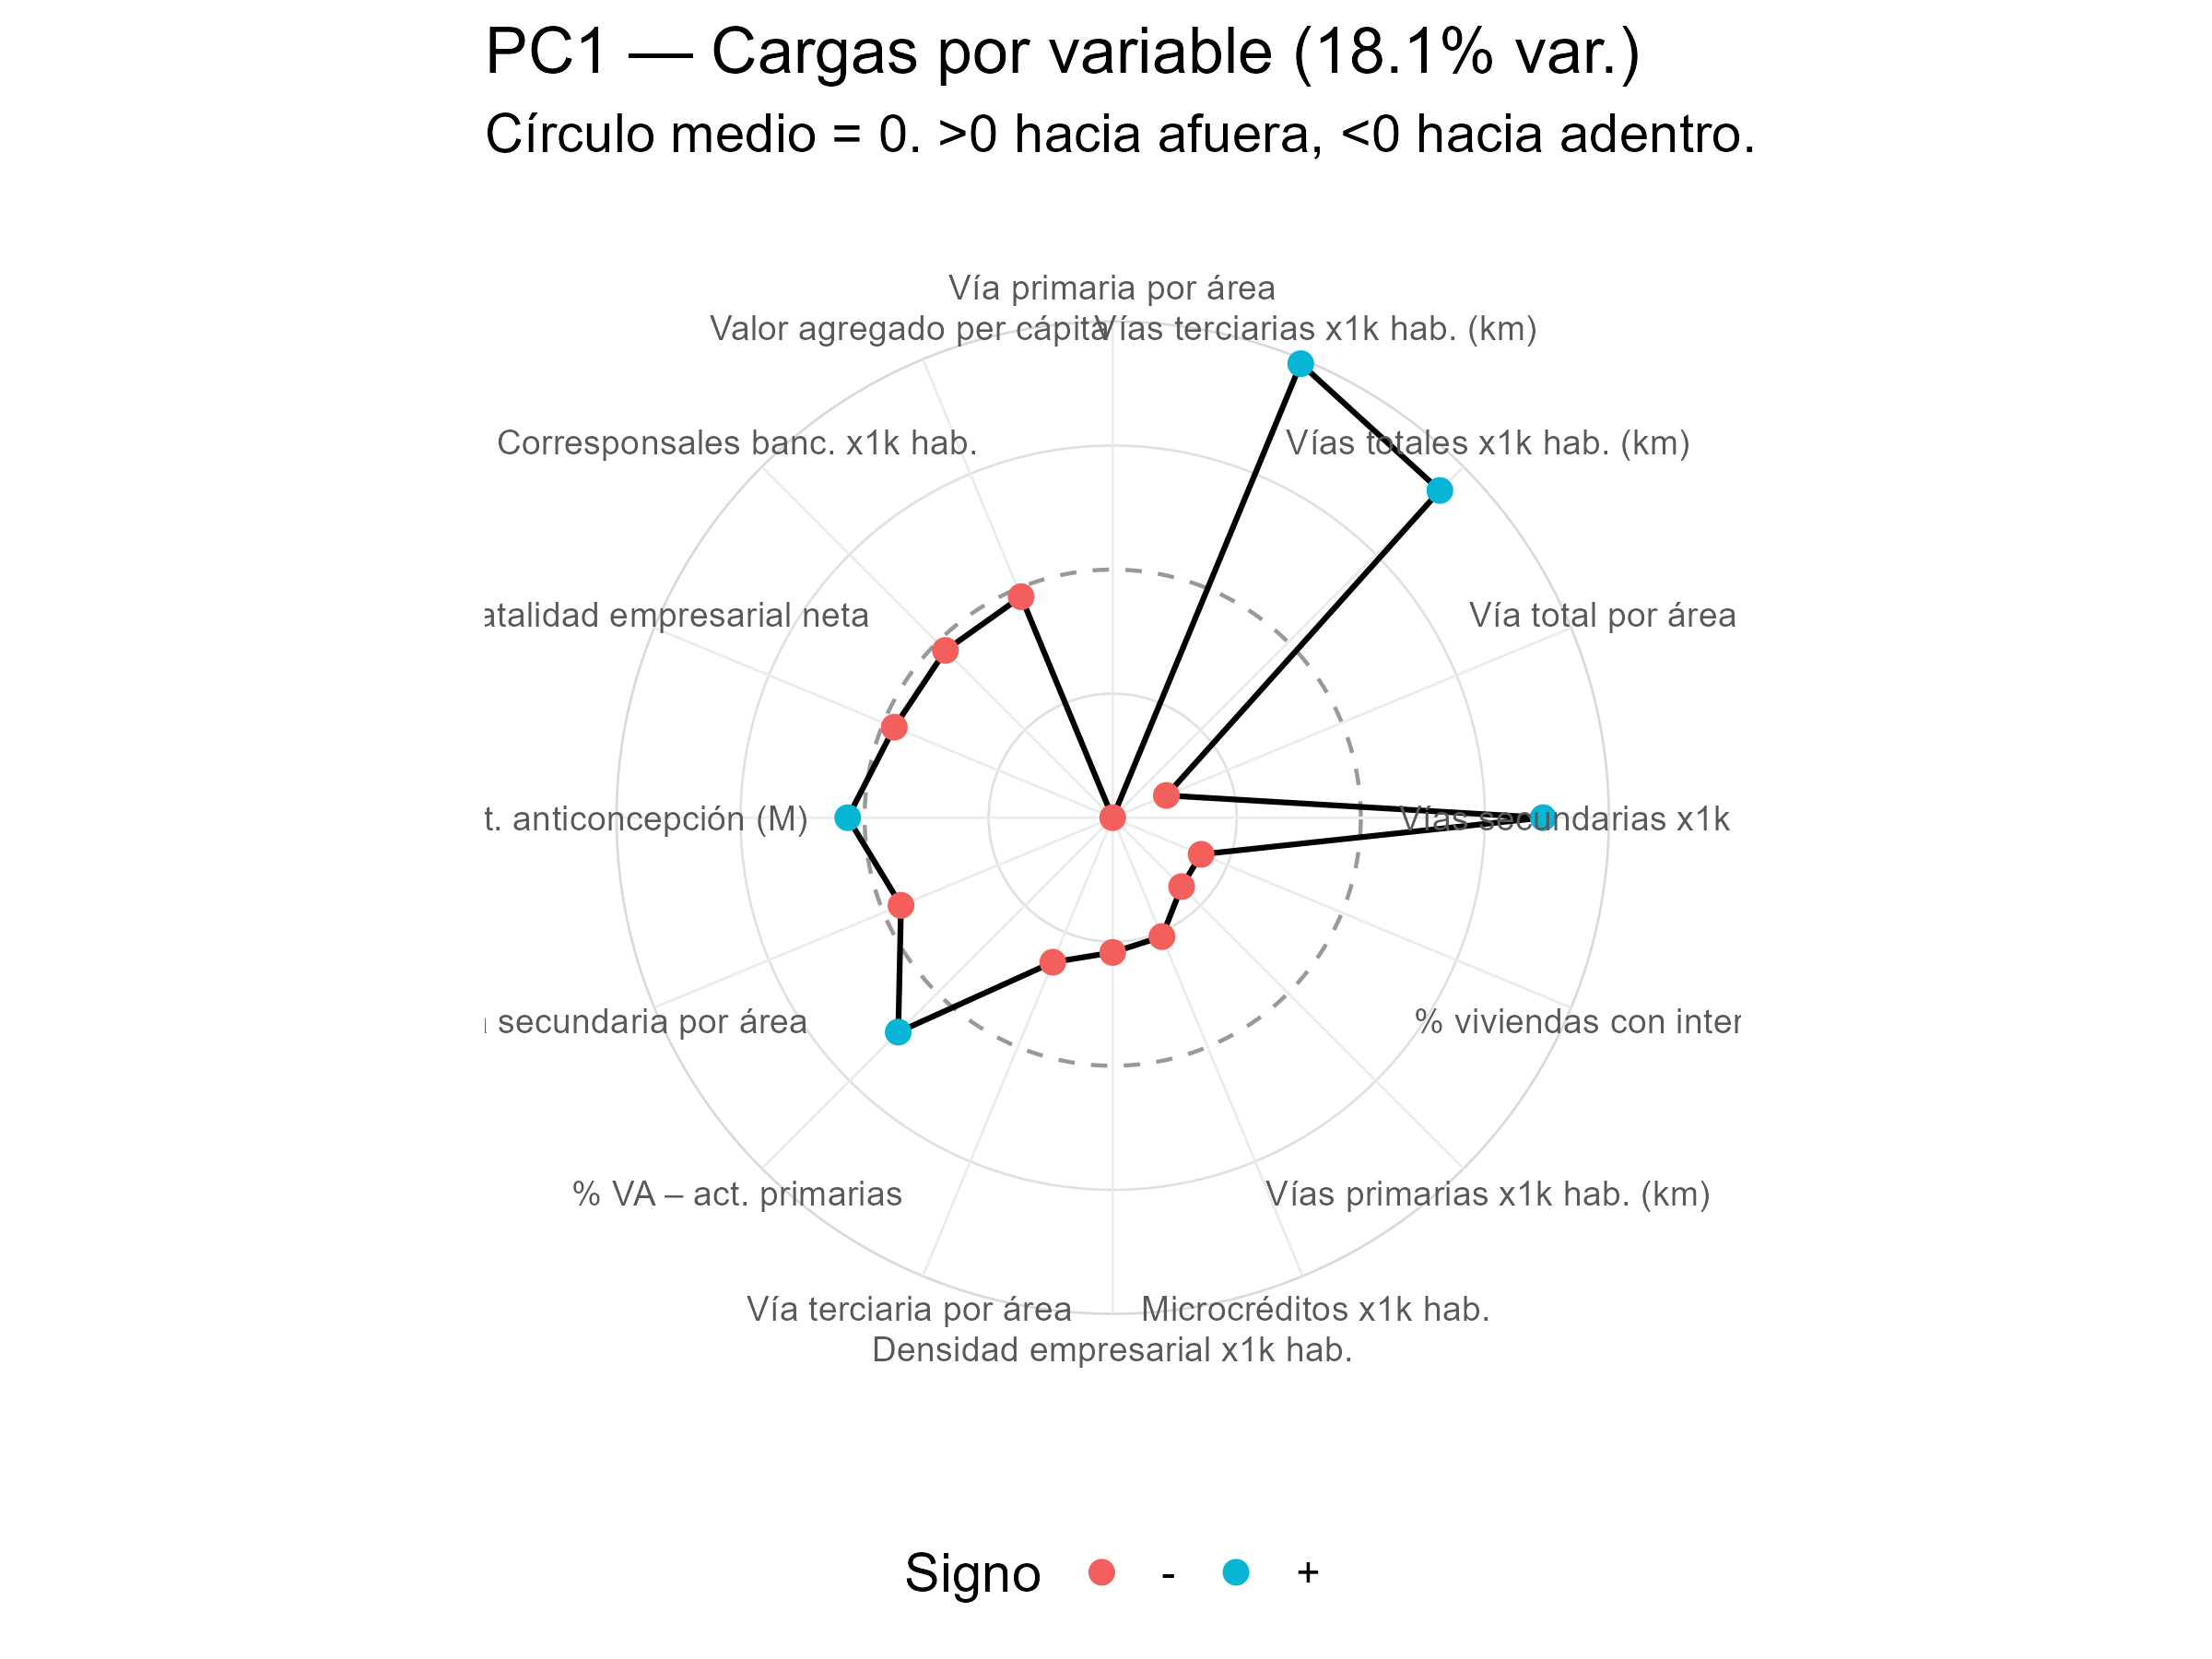 PC1 — Cargas por variable (18.1% var.)
Círculo medio = 0. >0 hacia afuera, <0 hacia adentro.
Vía primaria por área
Valor agregado per cápita
Vías terciarias x1k hab. (km)
Corresponsales banc. x1k hab.
Vías totales x1k hab. (km)
atalidad empresarial neta
Vía total por área
t. anticoncepción (M)
Vías secundarias x1k
secundaria por área
% viviendas con inter
% VA – act. primarias
Vías primarias x1k hab. (km)
Vía terciaria por área
Microcréditos x1k hab.
Densidad empresarial x1k hab.
Signo - +